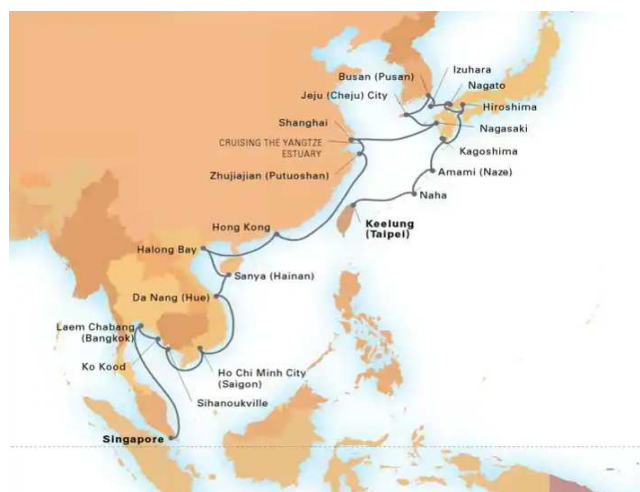 Izuhara
Busan (Pusan)
Nagato
Jeju (Cheju) City
Hiroshima
Shanghai
Nagasaki
CRUISING THE YANGTZE
ESTUARY
Kagoshima
Zhujiajian (Putuoshan)
Amami (Naze)
Naha
Keelung
(Taipei)
Hong Kong
Halong Bay
Sanya (Hainan)
Da Nang (Hue)
Laem Chabang
(Bangkok)
Ko Kood
Ho Chi Minh City
(Saigon)
Sihanoukville
Singapore